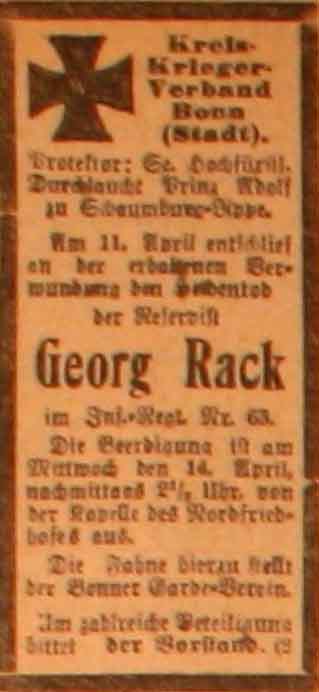 Kreis-
Krieger-
Verband
Bonn
(Stadt).
Protektor: Se. Hochfürstl.
Durchlaucht Prinz Adolf
zu Schaumburg-Lippe.
Am 11. April entschlief
an der erhaltenen Ver-
wundung den Heldentod
der Reservist
Georg Rack
im Inf.-Regt. Nr. 65.
Die Beerdigung ist am
Mittwoch den 14. April,
nachmittags 2½ Uhr, von
der Kapelle des Nordfried-
hofes aus.
Die Fahne hierzu stellt
der Bonner Garde-Verein.
Um zahlreiche Beteiligung
bittet der Vorstand.